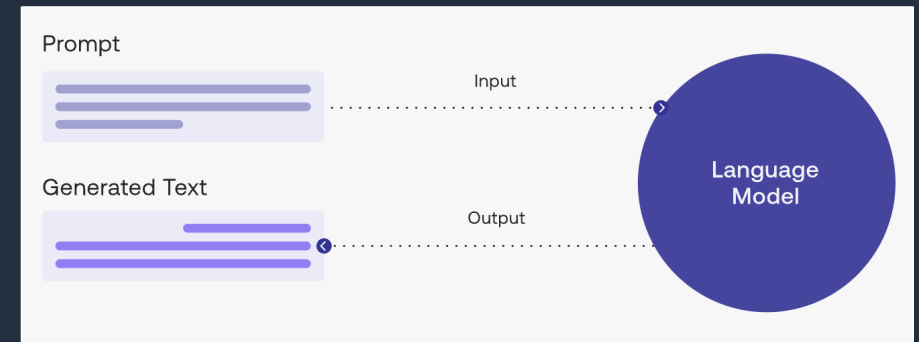 Prompt
Input
Language
Model
Generated Text
Output